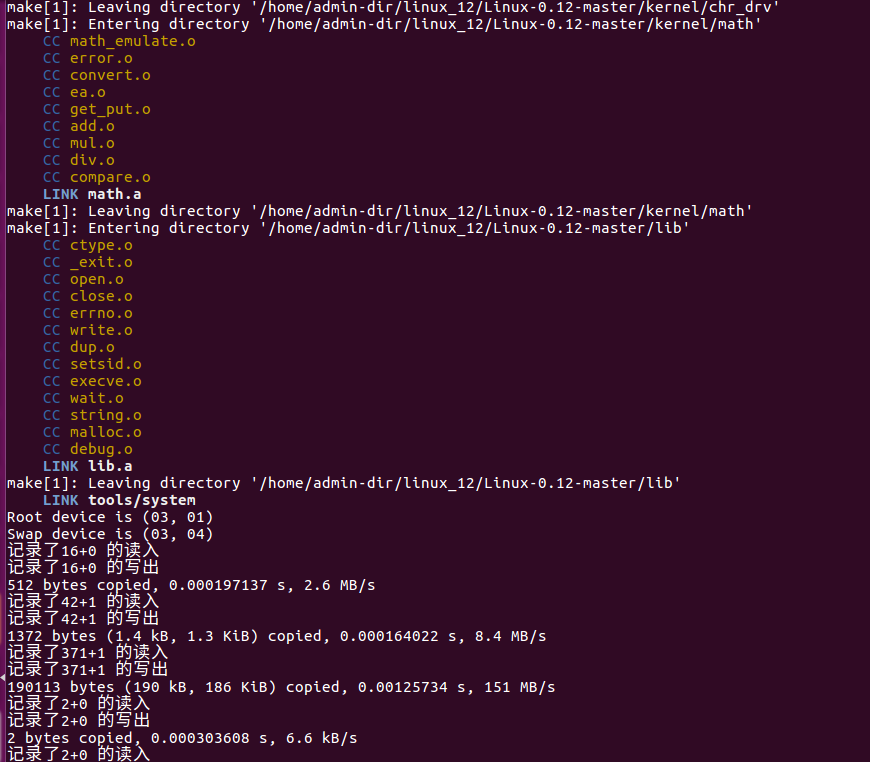 make[1]: Leaving directory '/home/admin-dir/linux_12/Linux-0.12-master/kernel/chr_drv'
make[1]: Entering directory '/home/admin-dir/linux_12/Linux-0.12-master/kernel/math'
CC math_emulate.o
CC error.o
CC convert.o
CC ea.o
CC get_put.o
CC add.o
CC mul.o
CC div.o
CC compare.o
LINK math.a
make[1]: Leaving directory '/home/admin-dir/linux_12/Linux-0.12-master/kernel/math'
make[1]: Entering directory '/home/admin-dir/linux_12/Linux-0.12-master/lib'
CC ctype.o
CC _exit.o
CC open.o
CC close.o
CC errno.o
CC write.o
CC dup.o
CC setsid.o
CC execve.o
CC wait.o
CC string.o
CC malloc.o
CC debug.o
LINK lib.a
make[1]: Leaving directory '/home/admin-dir/linux_12/Linux-0.12-master/lib'
LINK tools/system
Root device is (03, 01)
Swap device is (03, 04)
记录了16+0 的读入
记录了16+0 的写出
512 bytes copied, 0.000197137 s, 2.6 MB/s
记录了42+1 的读入
记录了42+1 的写出
1372 bytes (1.4 kB, 1.3 KiB) copied, 0.000164022 s, 8.4 MB/s
记录了371+1 的读入
记录了371+1 的写出
190113 bytes (190 kB, 186 KiB) copied, 0.00125734 s, 151 MB/s
记录了2+0 的读入
记录了2+0 的写出
2 bytes copied, 0.000303608 s, 6.6 kB/s
记录了2+0 的读入